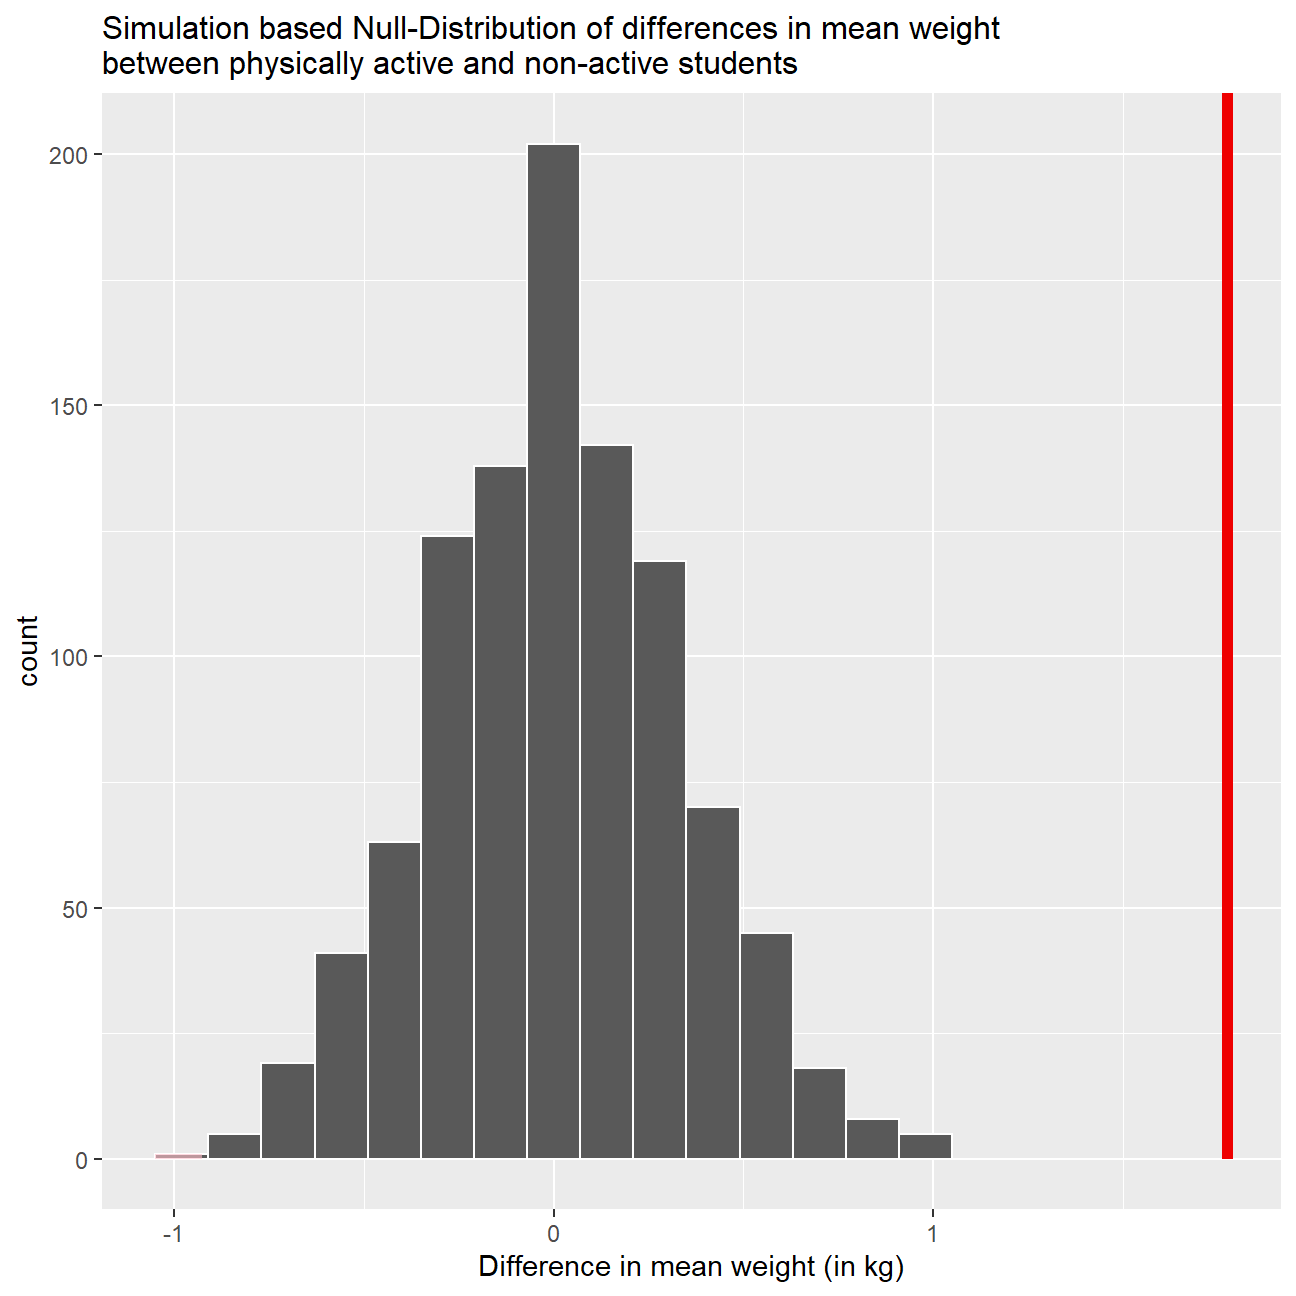 Simulation based Null-Distribution of differences in mean weight
between physically active and non-active students
200
150
100
50
0
count
-1
0
1
Difference in mean weight (in kg)